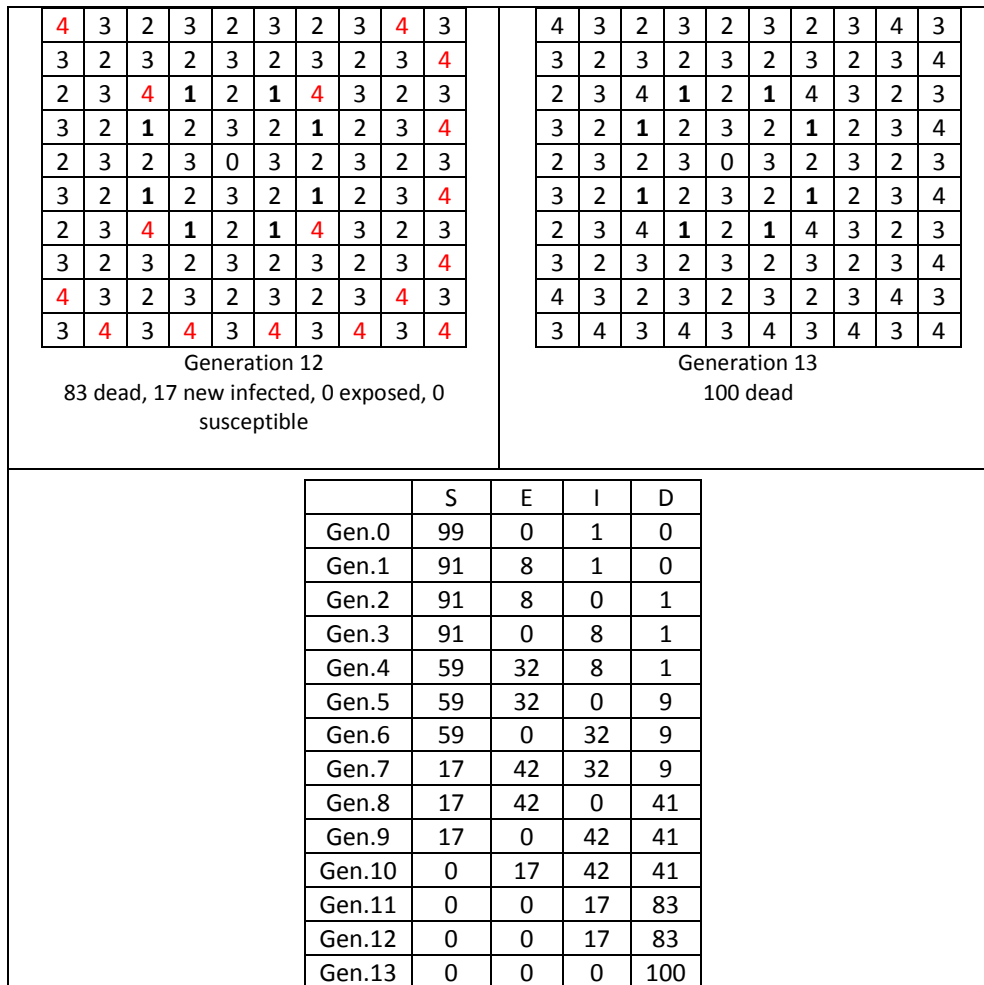 4 3 2 3 2 3 2 3 4 3
3 2 3 2 3 2 3 2 3 4
2 3 4 1 2 1 4 3 2 3
3 2 1 2 3 2 1 2 3 4
2 3 2 3 0 3 2 3 2 3
3 2 1 2 3 2 1 2 3 4
2 3 4 1 2 1 4 3 2 3
3 2 3 2 3 2 3 2 3 4
4 3 2 3 2 3 2 3 4 3
3 4 3 4 3 4 3 4 3 4
Generation 12
83 dead, 17 new infected, 0 exposed, 0
susceptible
4 3 2 3 2 3 2 3 4 3
3 2 3 2 3 2 3 2 3 4
2 3 4 1 2 1 4 3 2 3
3 2 1 2 3 2 1 2 3 4
2 3 2 3 0 3 2 3 2 3
3 2 1 2 3 2 1 2 3 4
2 3 4 1 2 1 4 3 2 3
3 2 3 2 3 2 3 2 3 4
4 3 2 3 2 3 2 3 4 3
3 4 3 4 3 4 3 4 3 4
Generation 13
100 dead
S E I D
Gen.0 99 0 1 0
Gen.1 91 8 1 0
Gen.2 91 8 0 1
Gen.3 91 0 8 1
Gen.4 59 32 8 1
Gen.5 59 32 0 9
Gen.6 59 0 32 9
Gen.7 17 42 32 9
Gen.8 17 42 0 41
Gen.9 17 0 42 41
Gen.10 0 17 42 41
Gen.11 0 0 17 83
Gen.12 0 0 17 83
Gen.13 0 0 0 100